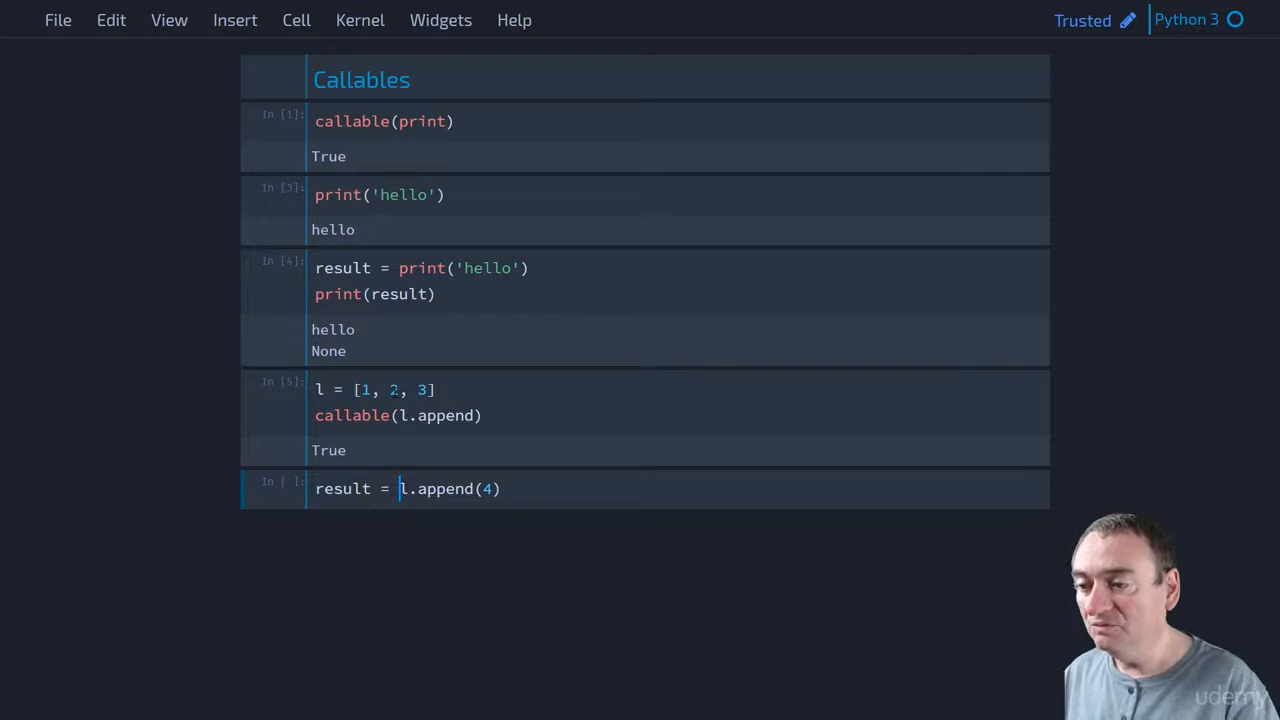 File Edit View Insert Cell Kernel Widgets Help Trusted Python 3
Callables
In [1]: callable(print)
True
In [3]: print('hello')
hello
In [4]: result = print('hello')
print(result)
hello
None
In [5]: l = [1, 2, 3]
callable(l.append)
True
In [ ]: result = l.append(4)
udemy